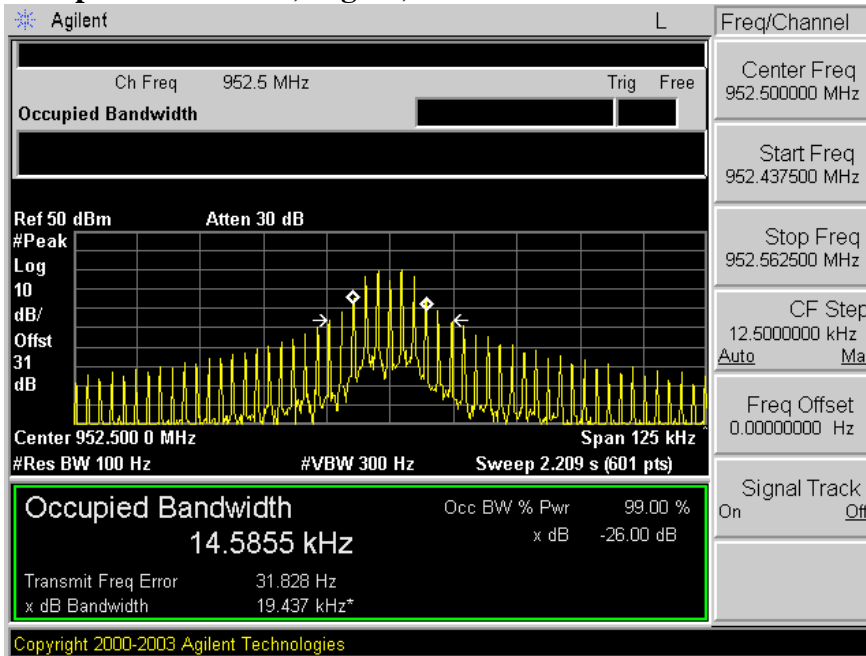 Agilent L Freq/Channel
Ch Freq 952.5 MHz Trig Free
Occupied Bandwidth
Center Freq
952.500000 MHz
Start Freq
952.437500 MHz
Stop Freq
952.562500 MHz
CF Step
12.5000000 kHz
Auto Ma
Freq Offset
0.00000000 Hz
Signal Track
On Off
Ref 50 dBm Atten 30 dB
#Peak
Log
10
dB/
Offst
31
dB
Center 952.500 0 MHz Span 125 kHz
#Res BW 100 Hz #VBW 300 Hz Sweep 2.209 s (601 pts)
Occupied Bandwidth Occ BW % Pwr 99.00 %
14.5855 kHz x dB -26.00 dB
Transmit Freq Error 31.828 Hz
x dB Bandwidth 19.437 kHz*
Copyright 2000-2003 Agilent Technologies